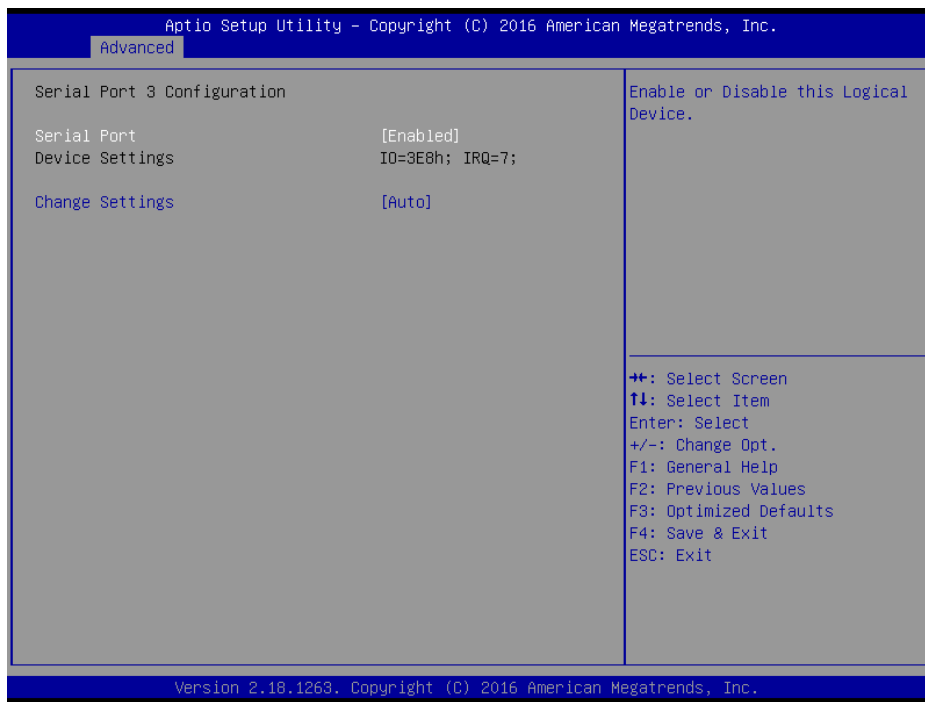 Aptio Setup Utility – Copyright (C) 2016 American Megatrends, Inc.
Advanced
Serial Port 3 Configuration
Serial Port [Enabled]
Device Settings IO=3E8h; IRQ=7;
Change Settings [Auto]
Enable or Disable this Logical
Device.
→←: Select Screen
↑↓: Select Item
Enter: Select
+/-: Change Opt.
F1: General Help
F2: Previous Values
F3: Optimized Defaults
F4: Save & Exit
ESC: Exit
Version 2.18.1263. Copyright (C) 2016 American Megatrends, Inc.